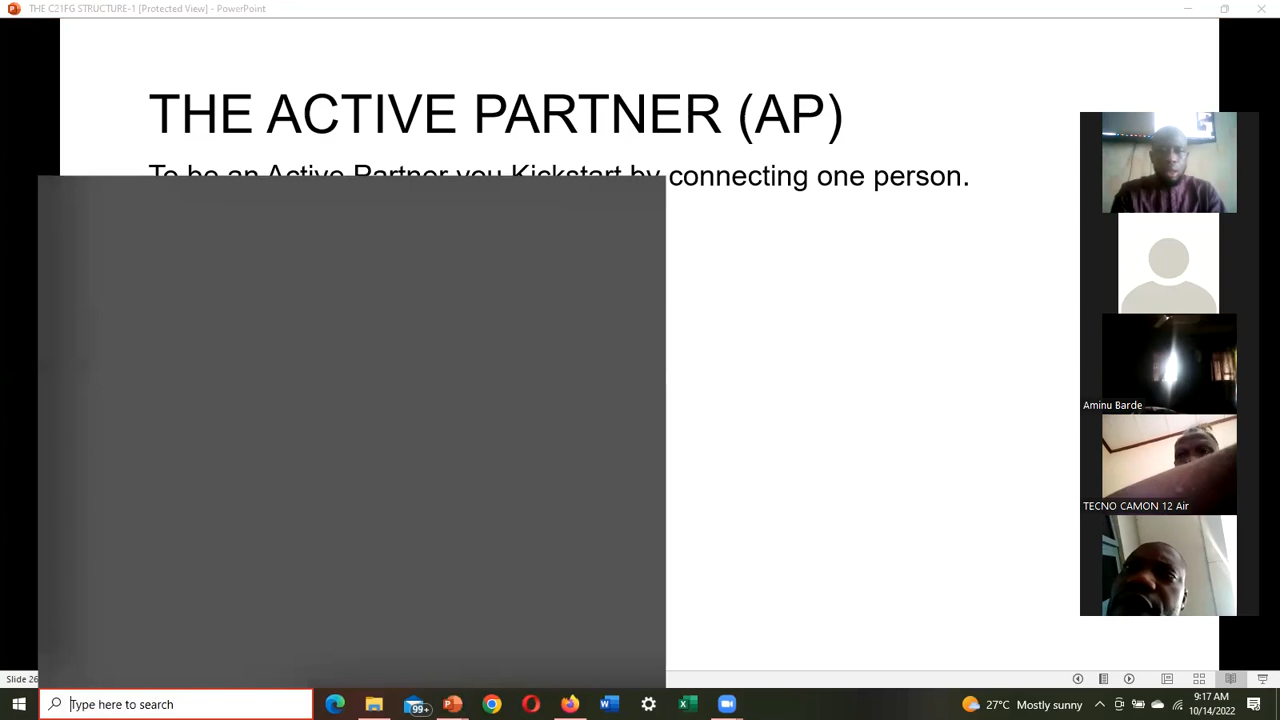 THE C21FG STRUCTURE-1 [Protected View] - PowerPoint
THE ACTIVE PARTNER (AP)
To be an Active Partner you Kickstart by connecting one person.
Aminu Barde
TECNO CAMON 12 Air
Slide 26
Type here to search
99+
27°C Mostly sunny
9:17 AM
10/14/2022